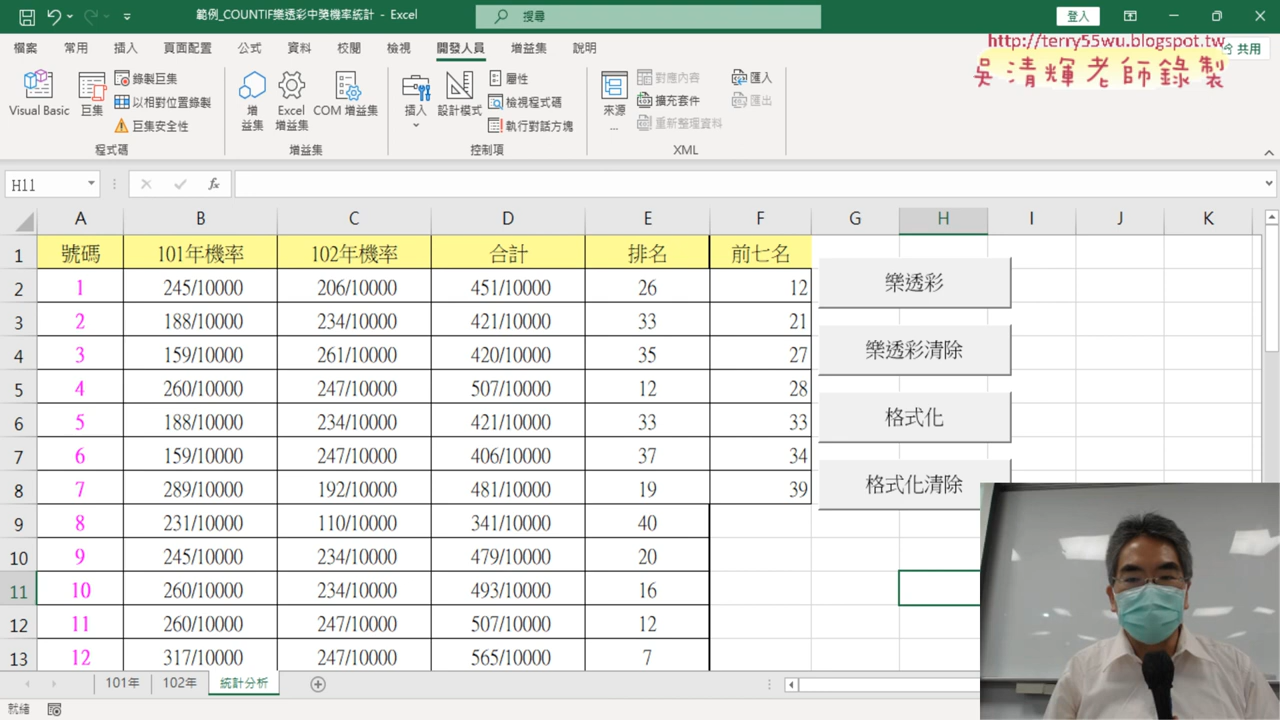 範例_COUNTIF樂透彩中獎機率統計 - Excel
搜尋
登入
檔案 常用 插入 頁面配置 公式 資料 校閱 檢視 開發人員 增益集 說明
共用
http://terry55wu.blogspot.tw
吳清輝老師錄製
Visual Basic
巨集
錄製巨集
以相對位置錄製
巨集安全性
程式碼
增益集
Excel 增益集
COM 增益集
增益集
插入
設計模式
屬性
檢視程式碼
執行對話方塊
控制項
來源
...
對應內容
擴充套件
重新整理資料
匯入
匯出
XML
H11
fx
A B C D E F G H I J K
1 號碼 101年機率 102年機率 合計 排名 前七名
2 1 245/10000 206/10000 451/10000 26 12
3 2 188/10000 234/10000 421/10000 33 21
4 3 159/10000 261/10000 420/10000 35 27
5 4 260/10000 247/10000 507/10000 12 28
6 5 188/10000 234/10000 421/10000 33 33
7 6 159/10000 247/10000 406/10000 37 34
8 7 289/10000 192/10000 481/10000 19 39
9 8 231/10000 110/10000 341/10000 40
10 9 245/10000 234/10000 479/10000 20
11 10 260/10000 234/10000 493/10000 16
12 11 260/10000 247/10000 507/10000 12
13 12 317/10000 247/10000 565/10000 7
樂透彩
樂透彩清除
格式化
格式化清除
101年 102年 統計分析
就緒